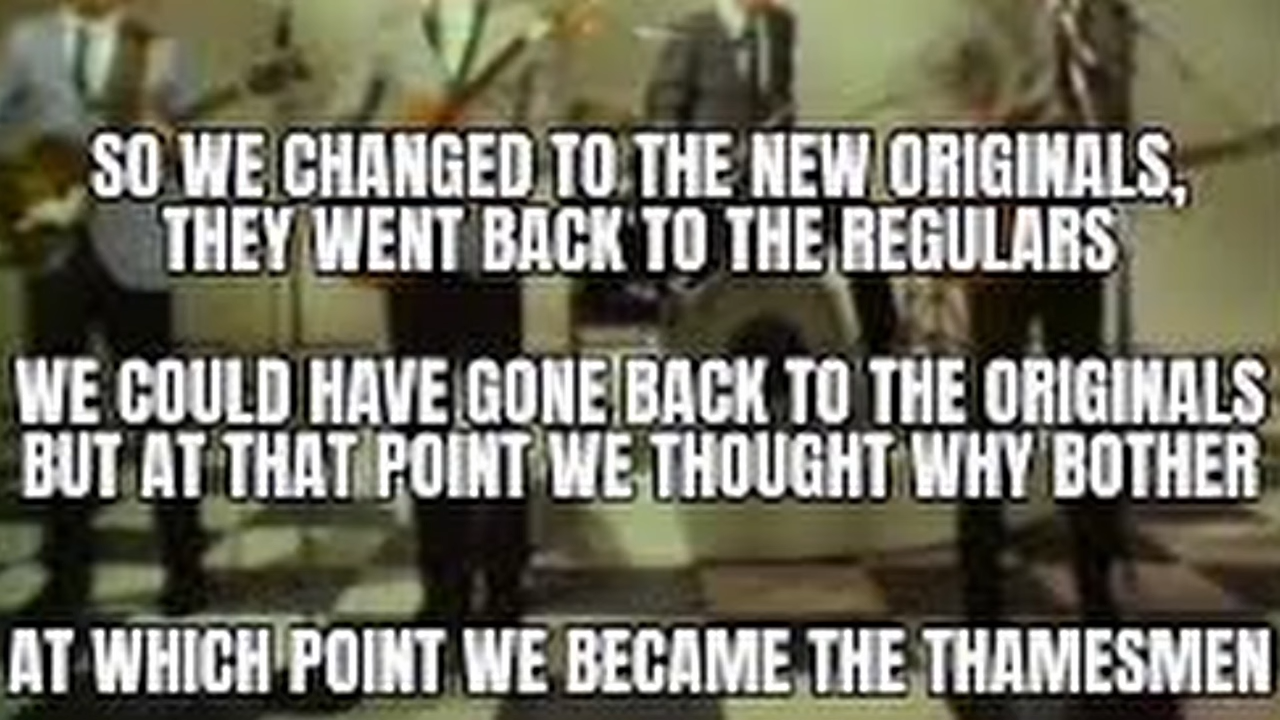 SO WE CHANGED TO THE NEW ORIGINALS,
THEY WENT BACK TO THE REGULARS
WE COULD HAVE GONE BACK TO THE ORIGINALS
BUT AT THAT POINT WE THOUGHT WHY BOTHER
AT WHICH POINT WE BECAME THE THAMESMEN